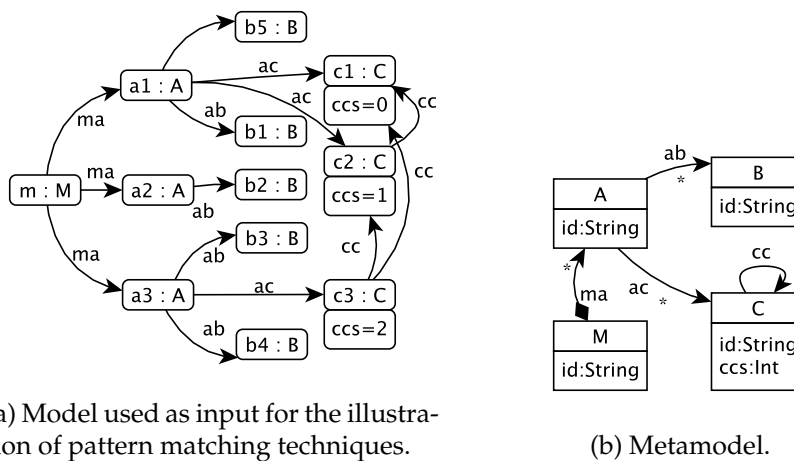 b5 : B
a1 : A
ac
c1 : C
ccs=0
ac
cc
ma
ab
b1 : B
c2 : C
ccs=1
cc
m : M
ma
a2 : A
ab
b2 : B
ma
b3 : B
ab
cc
a3 : A
ac
c3 : C
ccs=2
ab
b4 : B
a) Model used as input for the illustra-
ion of pattern matching techniques.
ab
*
A
id:String
B
id:String
*
ma
ac
*
cc
C
id:String
ccs:Int
M
id:String
(b) Metamodel.